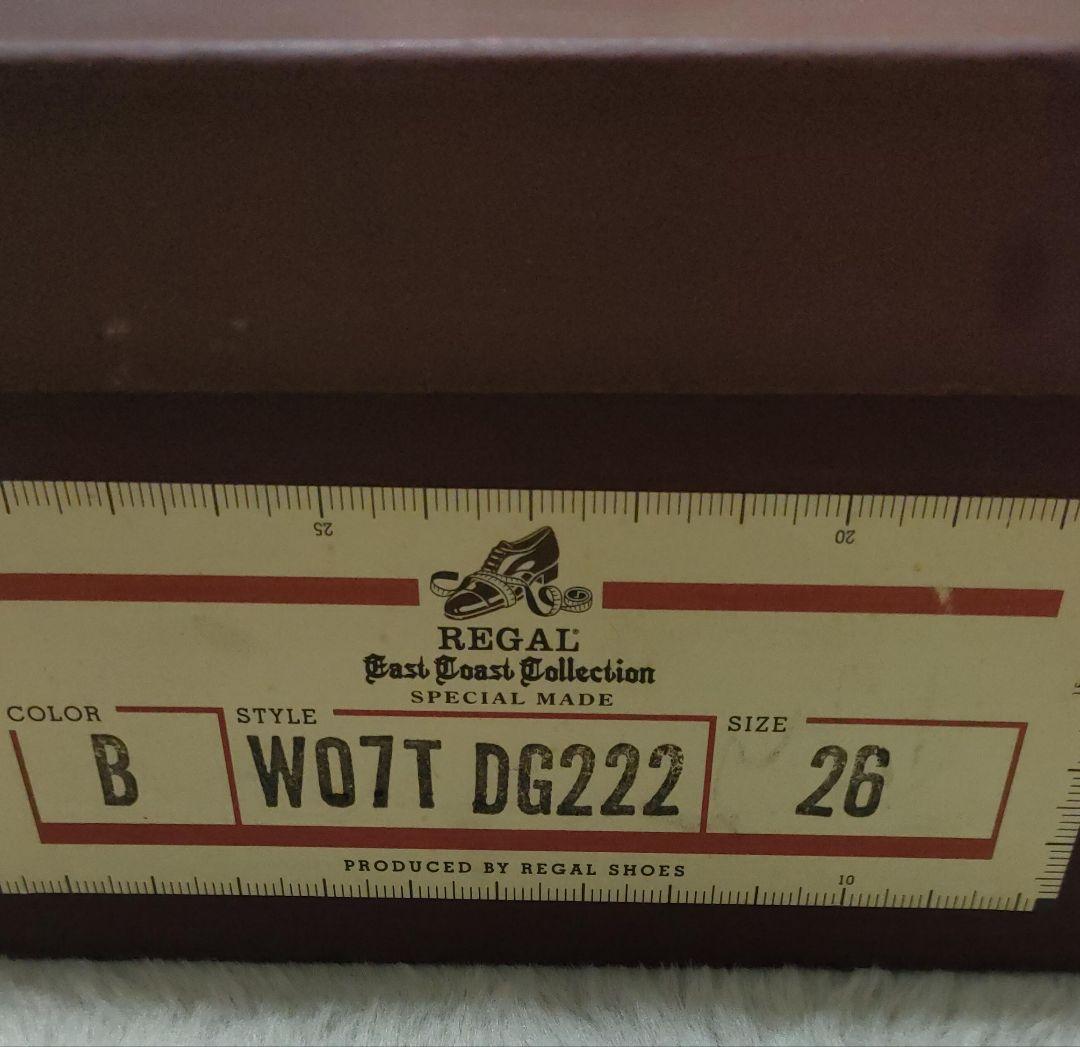 25
20
REGAL
East Coast Collection
SPECIAL MADE
COLOR STYLE SIZE
B W07T DG222 26
PRODUCED BY REGAL SHOES
10